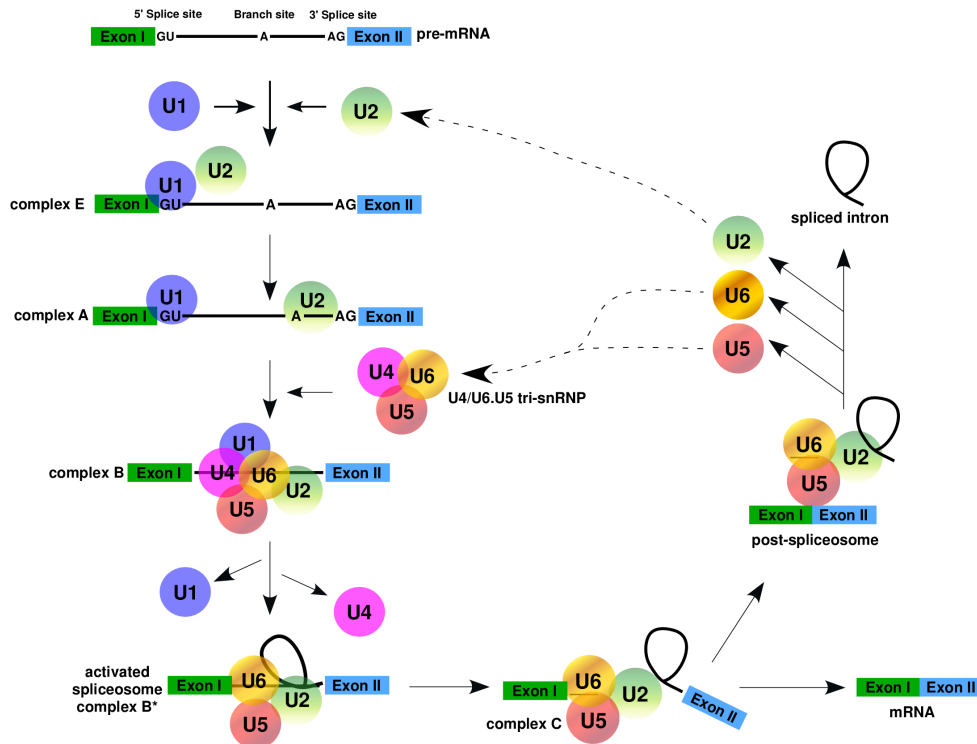 5' Splice site Branch site 3' Splice site
Exon I GU A AG Exon II pre-mRNA
U1 U2
U1 U2
complex E Exon I GU A AG Exon II
spliced intron
U2
U1 U2
complex A Exon I GU A AG Exon II
U6
U5
U4 U6
U5
U4/U6.U5 tri-snRNP
U1
complex B Exon I U4 U6 U2 Exon II
U5
U6 U2
U5
Exon I Exon II
post-spliceosome
U1 U4
activated
spliceosome
complex B*
Exon I U6 U2 Exon II
U5
Exon I U6 U2 Exon II
U5
complex C
Exon I Exon II
mRNA